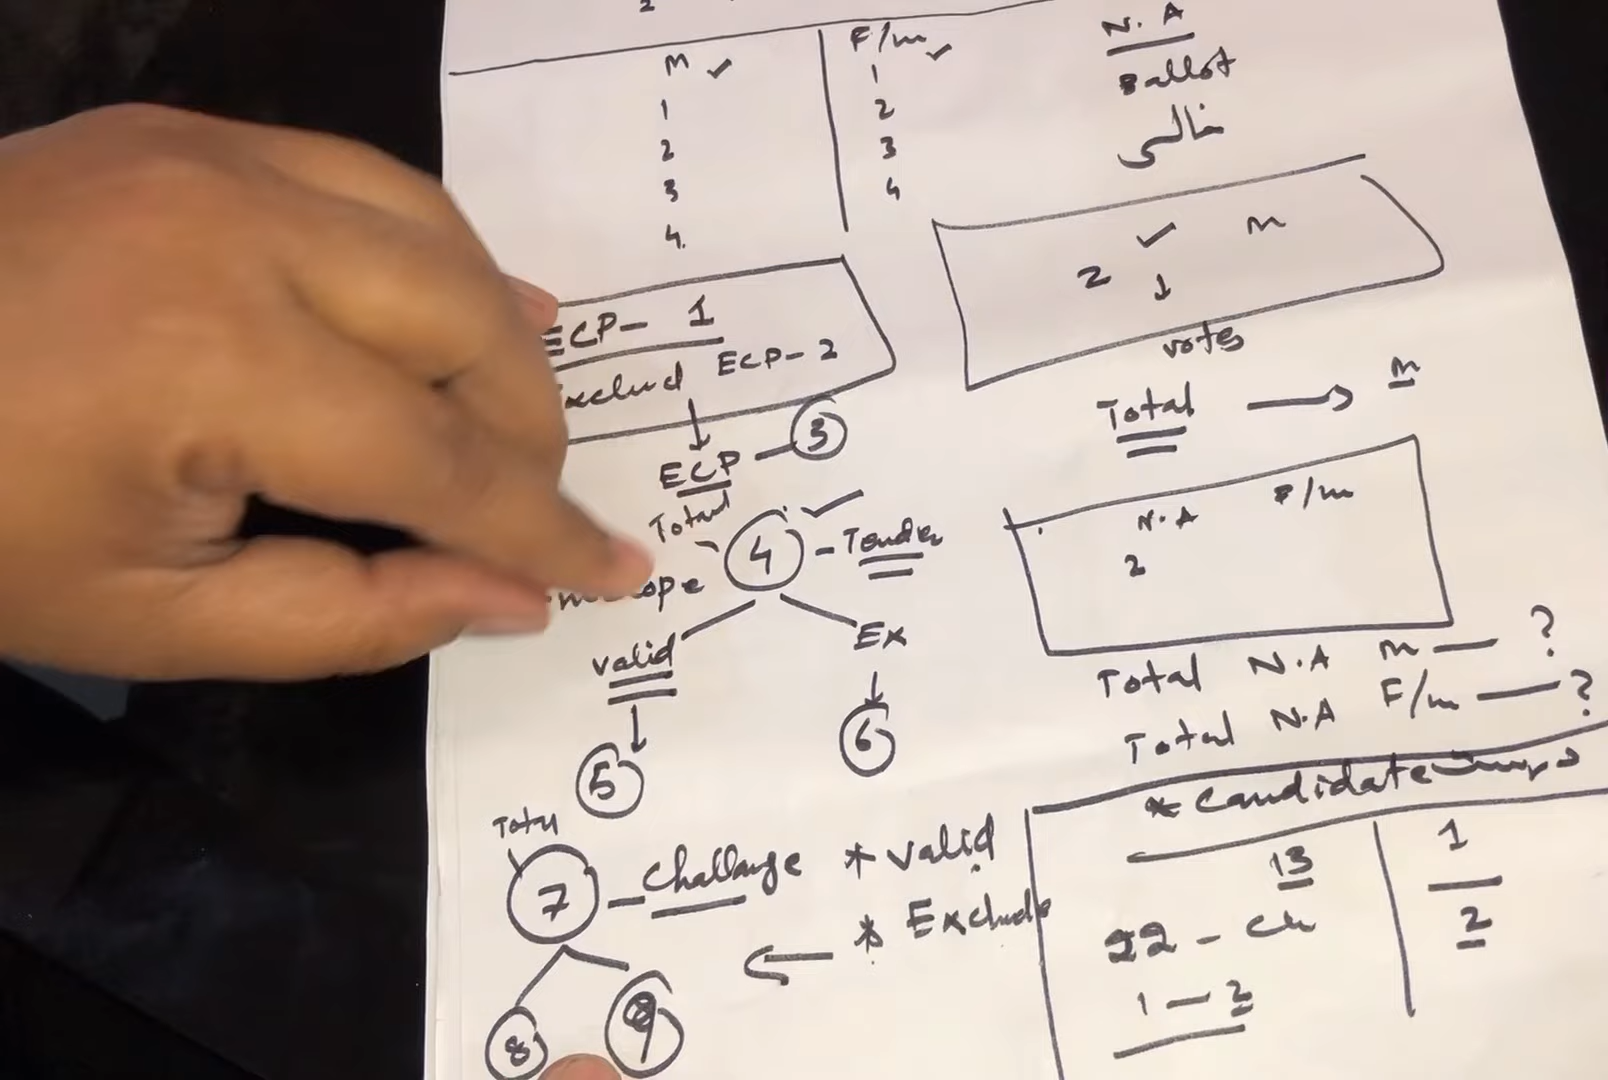 2
M ✓
1
2
3
4.
F/m ✓
1
2
3
4
N.A
Ballot
خالی
2 ✓ M
↓
votes
Total → m
ECP- 1
Exclud ECP-2
↓
ECP - 3
Total
4 - Tender
valid
Ex
5
6
N.A F/m
2
Total N.A m — ?
Total N.A F/m — ?
Total
7 - Challange * valid
* Exclude
8
9
* Candidate
13
22 - Ch
1 - 2
1
2